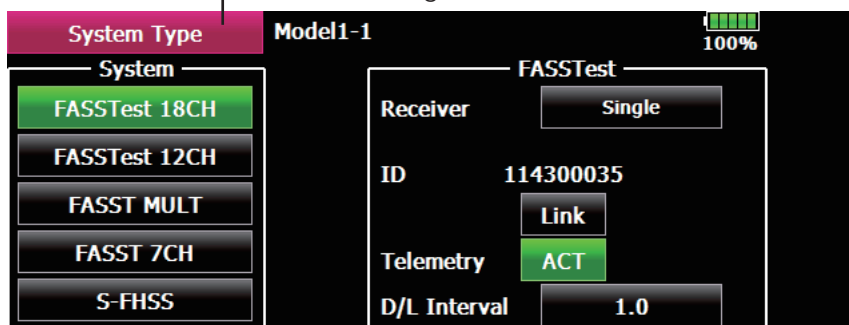 System Type
Model1-1
100%
System
FASSTest 18CH
FASSTest 12CH
FASST MULT
FASST 7CH
S-FHSS
FASSTest
Receiver Single
ID 114300035
Link
Telemetry ACT
D/L Interval 1.0